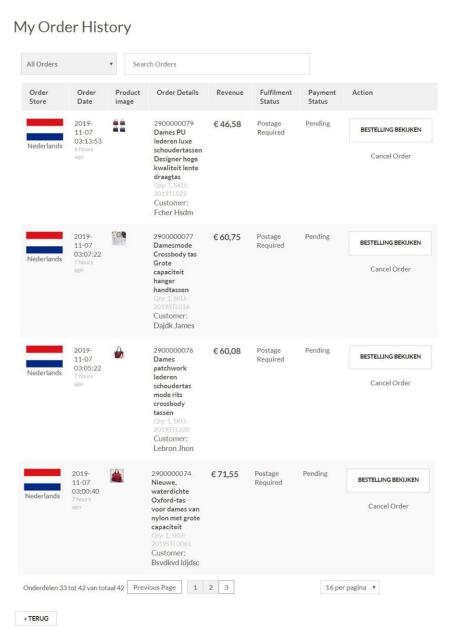 My Order History
All Orders
Search Orders
Order Store
Order Date
Product image
Order Details
Revenue
Fulfilment Status
Payment Status
Action
Nederlands
2019-
11-07
03:13:53
ago
2900000079
Dames PU
lederen luxe
schoudertassen
Designer hoge
kwaliteit lente
draagtas
Qty: 1, SKU:
2019STL022
Customer:
Fcher Hsdm
€ 46,58
Postage
Required
Pending
BESTELLING BEKIJKEN
Cancel Order
Nederlands
2019-
11-07
03:07:22
7 hours
ago
2900000077
Damesmode
Crossbody tas
Grote
capaciteit
hanger
handtassen
Qty: 1, SKU:
2019STL016
Customer:
Dajdk James
€ 60,75
Postage
Required
Pending
BESTELLING BEKIJKEN
Cancel Order
Nederlands
2019-
11-07
03:05:22
7 hours
ago
2900000076
Dames
patchwork
lederen
schoudertas
mode rits
crossbody
tassen
Qty: 1, SKU:
2019STL020
Customer:
Lebron Jhon
€ 60,08
Postage
Required
Pending
BESTELLING BEKIJKEN
Cancel Order
Nederlands
2019-
11-07
03:00:40
7 hours
ago
2900000074
Nieuwe,
waterdichte
Oxford-tas
voor dames van
nylon met grote
capaciteit
Qty: 1, SKU:
2019STL0061
Customer:
Bsvdkvd ldjdsc
€ 71,55
Postage
Required
Pending
BESTELLING BEKIJKEN
Cancel Order
Onderdelen 33 tot 42 van totaal 42 Previous Page 1 2 3 16 per pagina
« TERUG